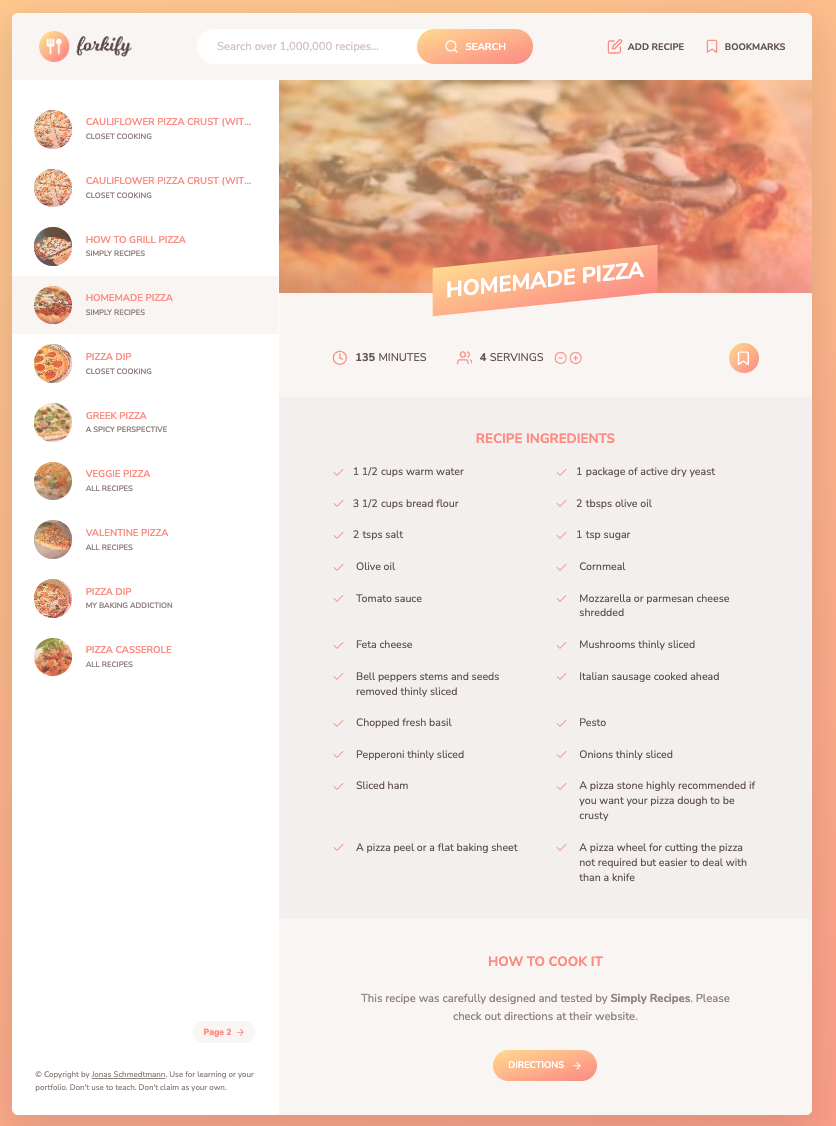 forkify
Search over 1,000,000 recipes...
SEARCH
ADD RECIPE
BOOKMARKS
CAULIFLOWER PIZZA CRUST (WIT...
CLOSET COOKING
CAULIFLOWER PIZZA CRUST (WIT...
CLOSET COOKING
HOW TO GRILL PIZZA
SIMPLY RECIPES
HOMEMADE PIZZA
SIMPLY RECIPES
PIZZA DIP
CLOSET COOKING
GREEK PIZZA
A SPICY PERSPECTIVE
VEGGIE PIZZA
ALL RECIPES
VALENTINE PIZZA
ALL RECIPES
PIZZA DIP
MY BAKING ADDICTION
PIZZA CASSEROLE
ALL RECIPES
Page 2
© Copyright by Jonas Schmedtmann. Use for learning or your
portfolio. Don't use to teach. Don't claim as your own.
HOMEMADE PIZZA
135 MINUTES
4 SERVINGS
RECIPE INGREDIENTS
1 1/2 cups warm water
1 package of active dry yeast
3 1/2 cups bread flour
2 tbsps olive oil
2 tsps salt
1 tsp sugar
Olive oil
Cornmeal
Tomato sauce
Mozzarella or parmesan cheese
shredded
Feta cheese
Mushrooms thinly sliced
Bell peppers stems and seeds
removed thinly sliced
Italian sausage cooked ahead
Chopped fresh basil
Pesto
Pepperoni thinly sliced
Onions thinly sliced
Sliced ham
A pizza stone highly recommended if
you want your pizza dough to be
crusty
A pizza peel or a flat baking sheet
A pizza wheel for cutting the pizza
not required but easier to deal with
than a knife
HOW TO COOK IT
This recipe was carefully designed and tested by Simply Recipes. Please
check out directions at their website.
DIRECTIONS